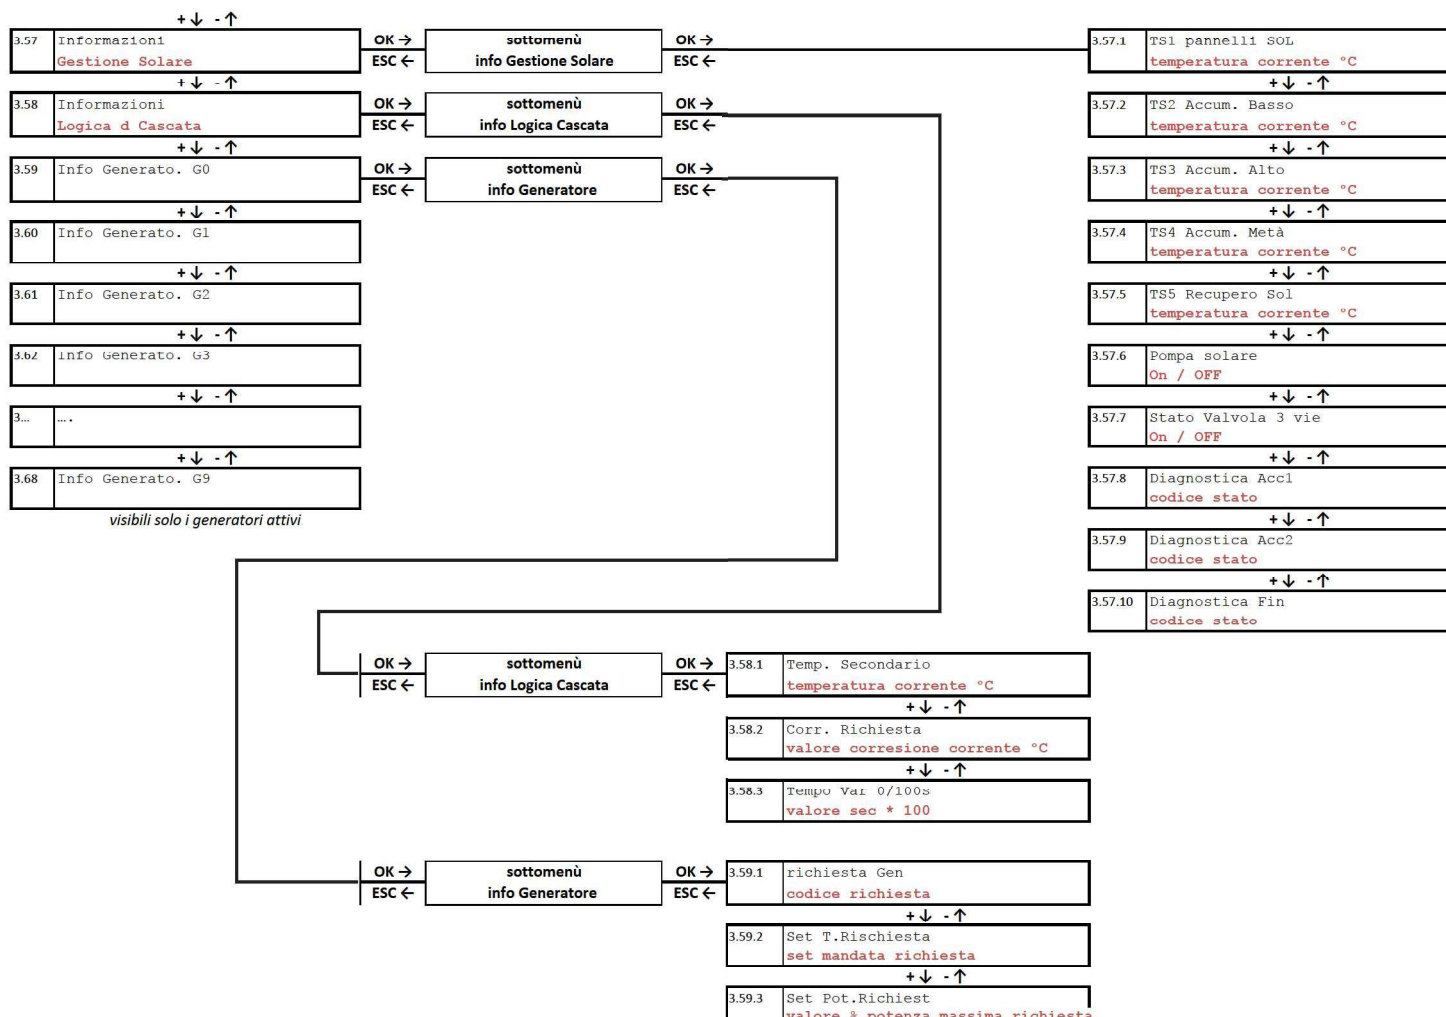 + ↓ - ↑
3.57 Informazioni
Gestione Solare
OK →
ESC ←
sottomenù
info Gestione Solare
OK →
ESC ←
+ ↓ - ↑
3.58 Informazioni
Logica d Cascata
OK →
ESC ←
sottomenù
info Logica Cascata
OK →
ESC ←
+ ↓ - ↑
3.59 Info Generato. G0
OK →
ESC ←
sottomenù
info Generatore
OK →
ESC ←
+ ↓ - ↑
3.60 Info Generato. G1
+ ↓ - ↑
3.61 Info Generato. G2
+ ↓ - ↑
3.62 Info Generato. G3
+ ↓ - ↑
3... ....
+ ↓ - ↑
3.68 Info Generato. G9
visibili solo i generatori attivi
3.57.1 TS1 pannelli SOL
temperatura corrente °C
+ ↓ - ↑
3.57.2 TS2 Accum. Basso
temperatura corrente °C
+ ↓ - ↑
3.57.3 TS3 Accum. Alto
temperatura corrente °C
+ ↓ - ↑
3.57.4 TS4 Accum. Metà
temperatura corrente °C
+ ↓ - ↑
3.57.5 TS5 Recupero Sol
temperatura corrente °C
+ ↓ - ↑
3.57.6 Pompa solare
On / OFF
+ ↓ - ↑
3.57.7 Stato Valvola 3 vie
On / OFF
+ ↓ - ↑
3.57.8 Diagnostica Acc1
codice stato
+ ↓ - ↑
3.57.9 Diagnostica Acc2
codice stato
+ ↓ - ↑
3.57.10 Diagnostica Fin
codice stato
OK →
ESC ←
sottomenù
info Logica Cascata
OK →
ESC ←
3.58.1 Temp. Secondario
temperatura corrente °C
+ ↓ - ↑
3.58.2 Corr. Richiesta
valore corresione corrente °C
+ ↓ - ↑
3.58.3 Tempo Var 0/100s
valore sec * 100
OK →
ESC ←
sottomenù
info Generatore
OK →
ESC ←
3.59.1 richiesta Gen
codice richiesta
+ ↓ - ↑
3.59.2 Set T.Rischiesta
set mandata richiesta
+ ↓ - ↑
3.59.3 Set Pot.Richiest
valore % potenza massima richiesta